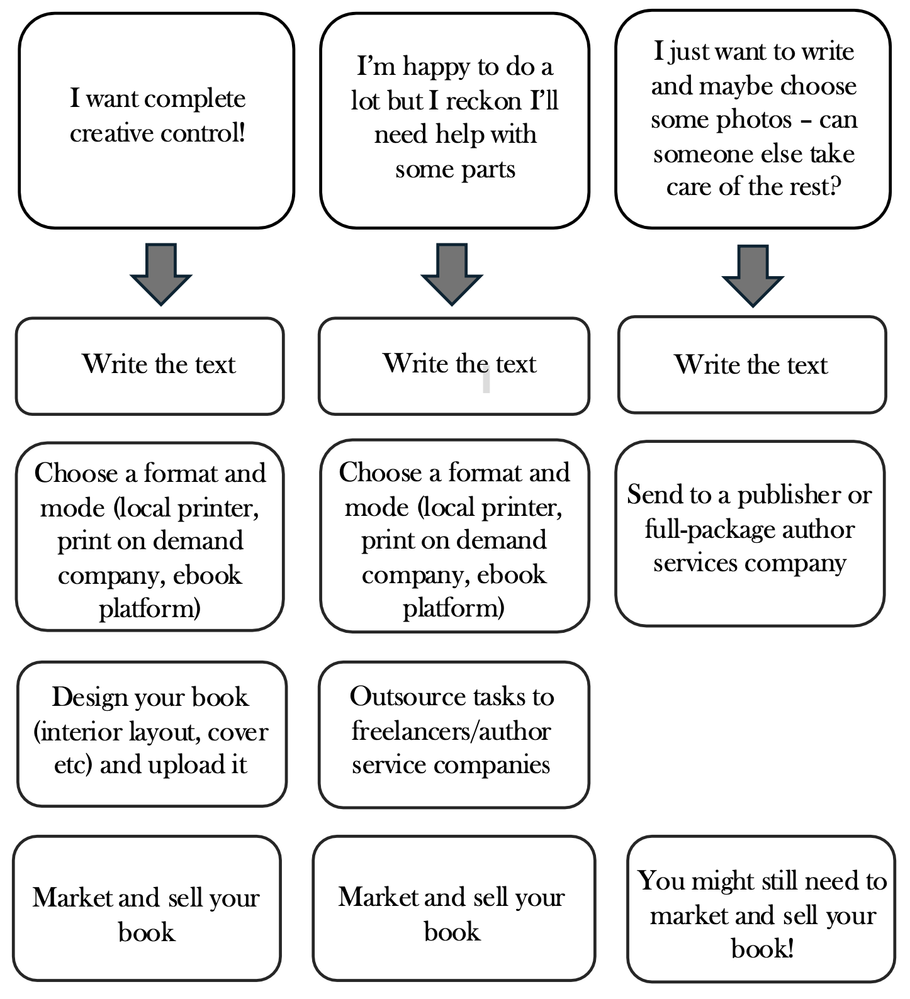 I want complete
creative control!
I’m happy to do a
lot but I reckon I’ll
need help with
some parts
I just want to write
and maybe choose
some photos – can
someone else take
care of the rest?
Write the text
Write the text
Write the text
Choose a format and
mode (local printer,
print on demand
company, ebook
platform)
Choose a format and
mode (local printer,
print on demand
company, ebook
platform)
Send to a publisher or
full-package author
services company
Design your book
(interior layout, cover
etc) and upload it
Outsource tasks to
freelancers/author
service companies
Market and sell your
book
Market and sell your
book
You might still need to
market and sell your
book!